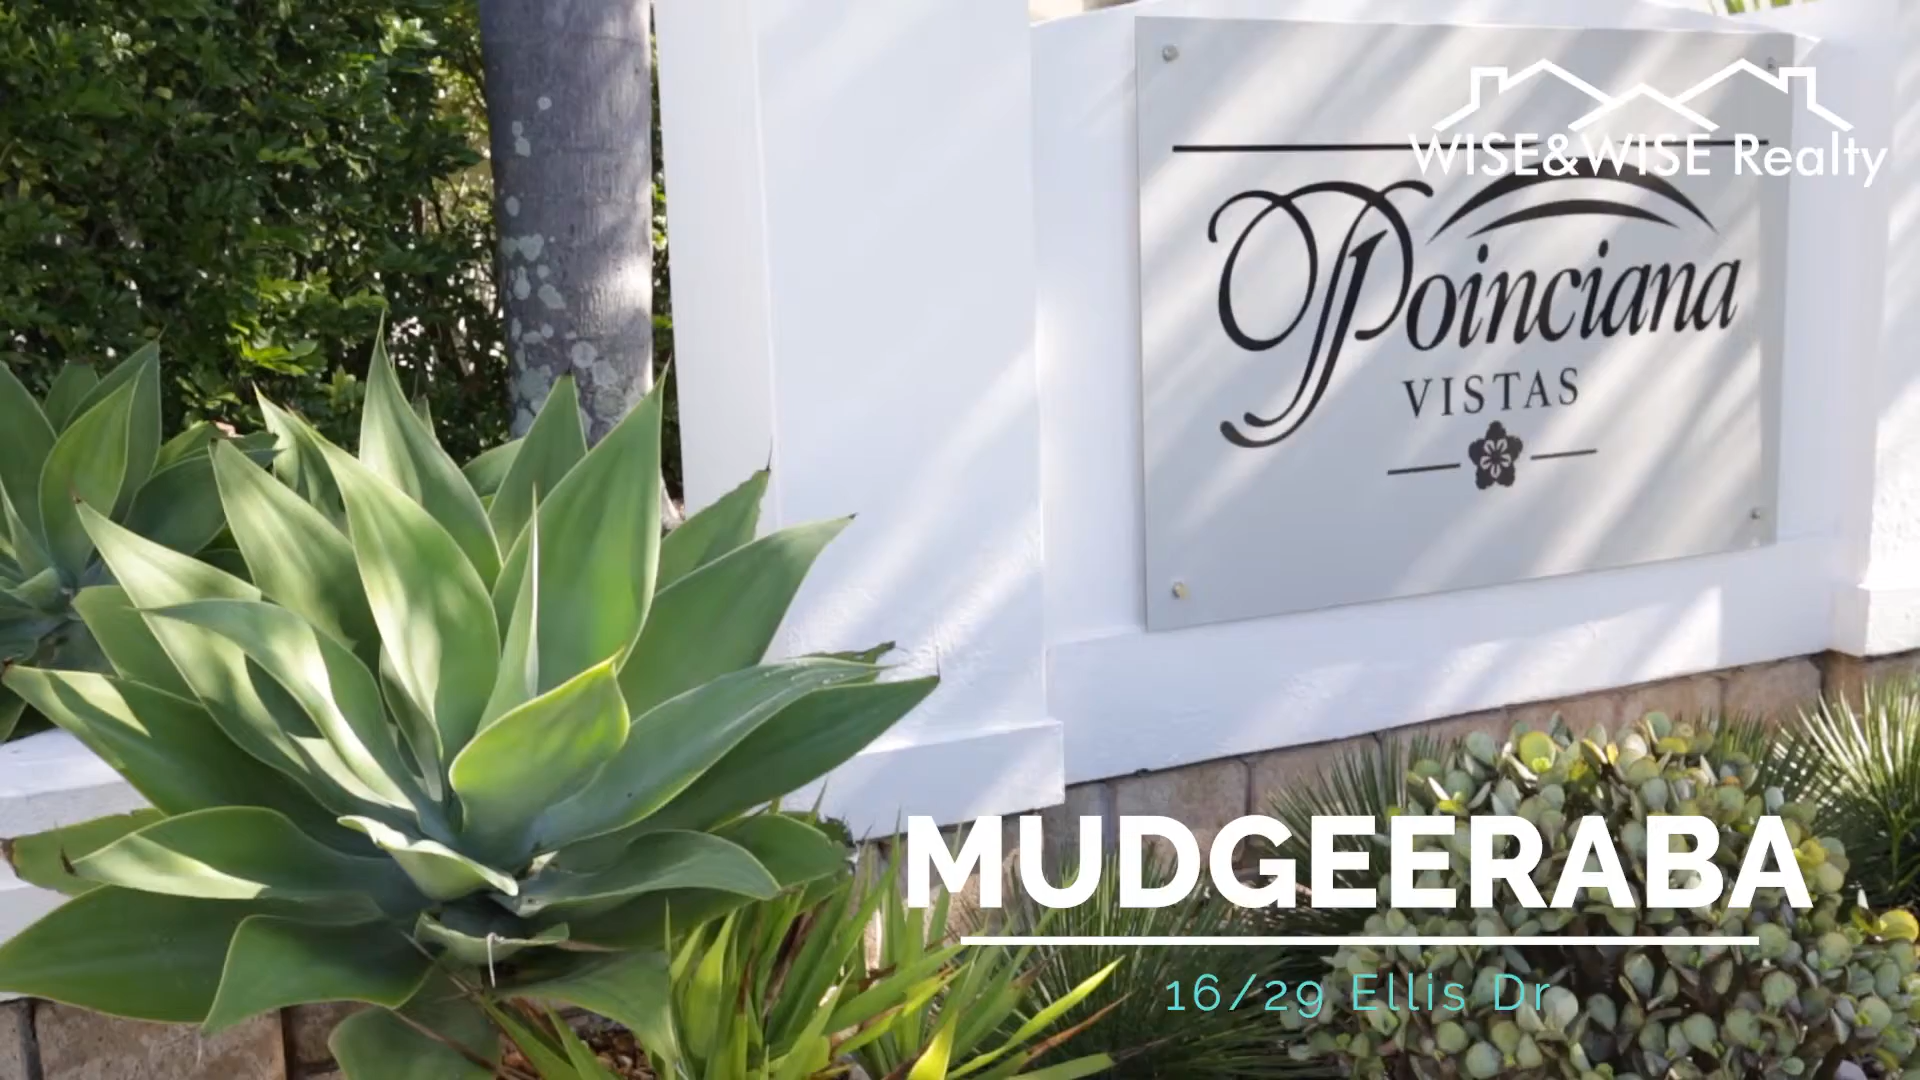 WISE&WISE Realty
Poinciana
VISTAS
MUDGEERABA
16/29 Ellis Dr